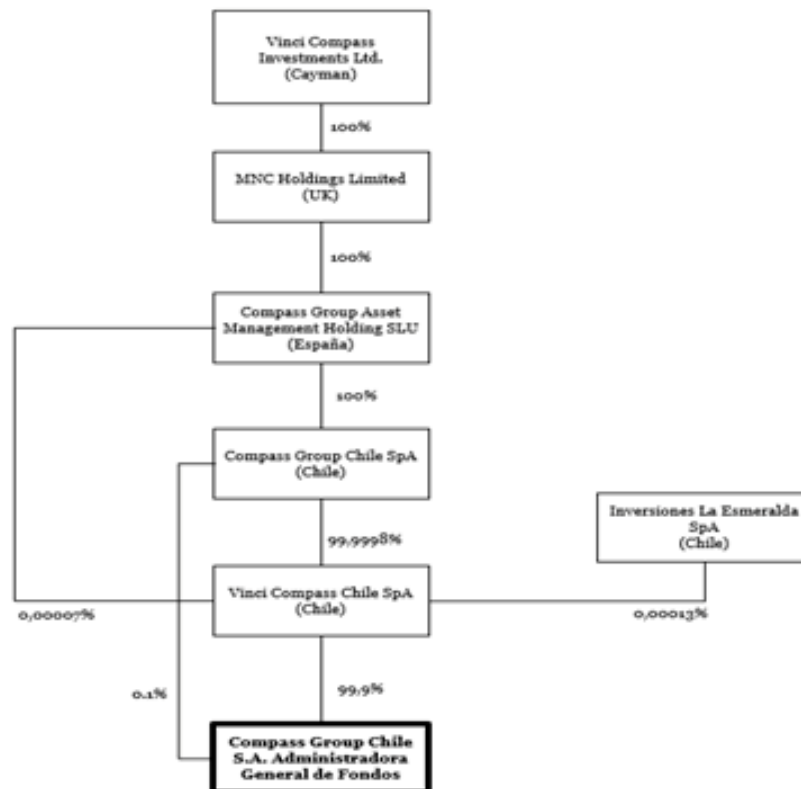 Vinci Compass
Investments Ltd.
(Cayman)
100%
MNC Holdings Limited
(UK)
100%
Compass Group Asset
Management Holding SLU
(España)
100%
Compass Group Chile SpA
(Chile)
Inversiones La Esmeralda
SpA
(Chile)
99,9998%
Vinci Compass Chile SpA
(Chile)
0,00007%
0,00013%
0.1%
99,9%
Compass Group Chile
S.A. Administradora
General de Fondos